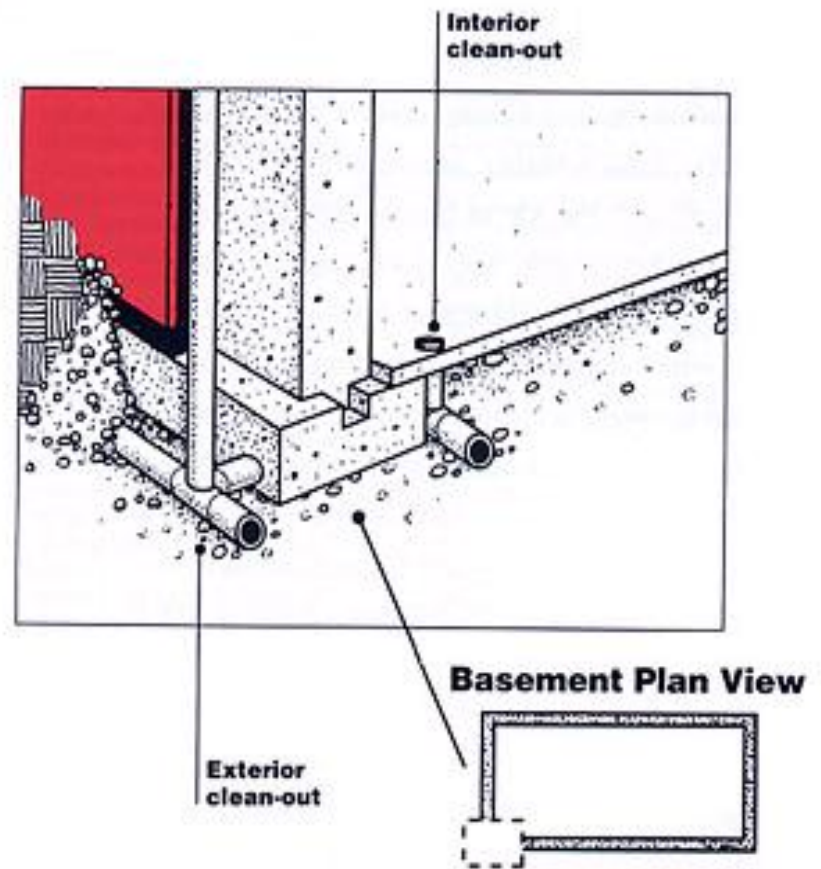 Interior
clean-out
Basement Plan View
Exterior
clean-out